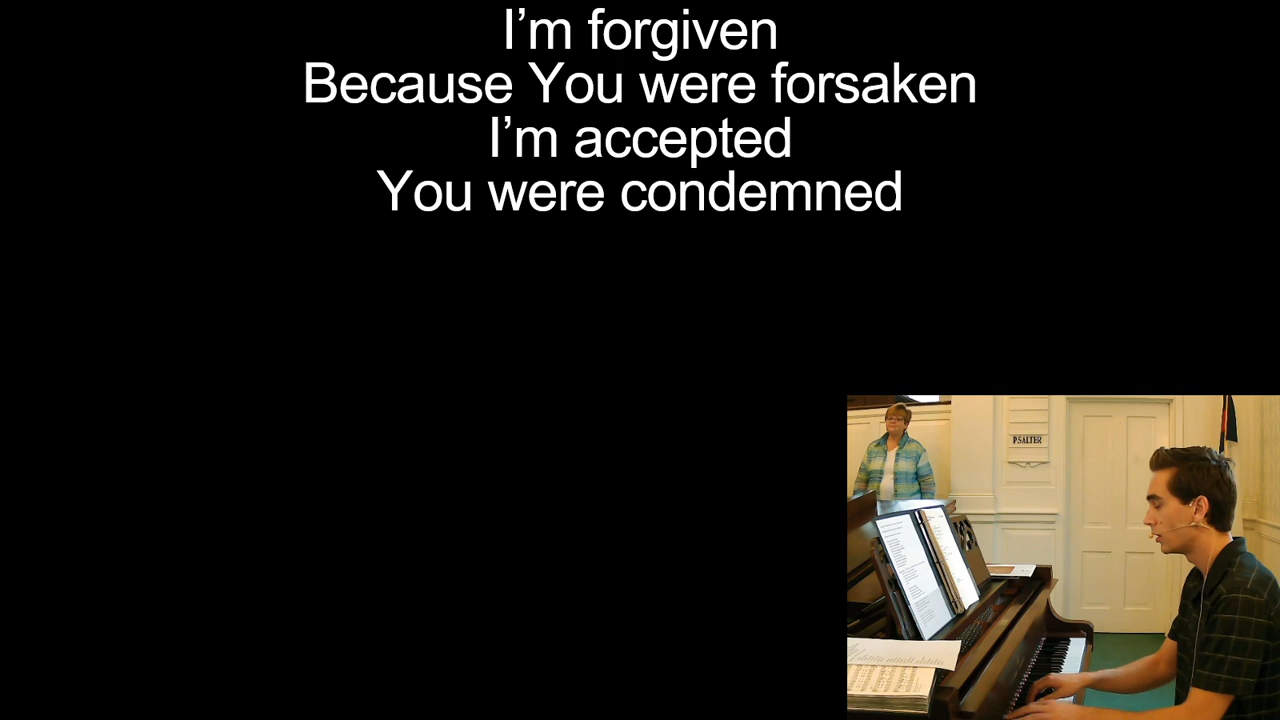 I'm forgiven
Because You were forsaken
I'm accepted
You were condemned
PSALTER